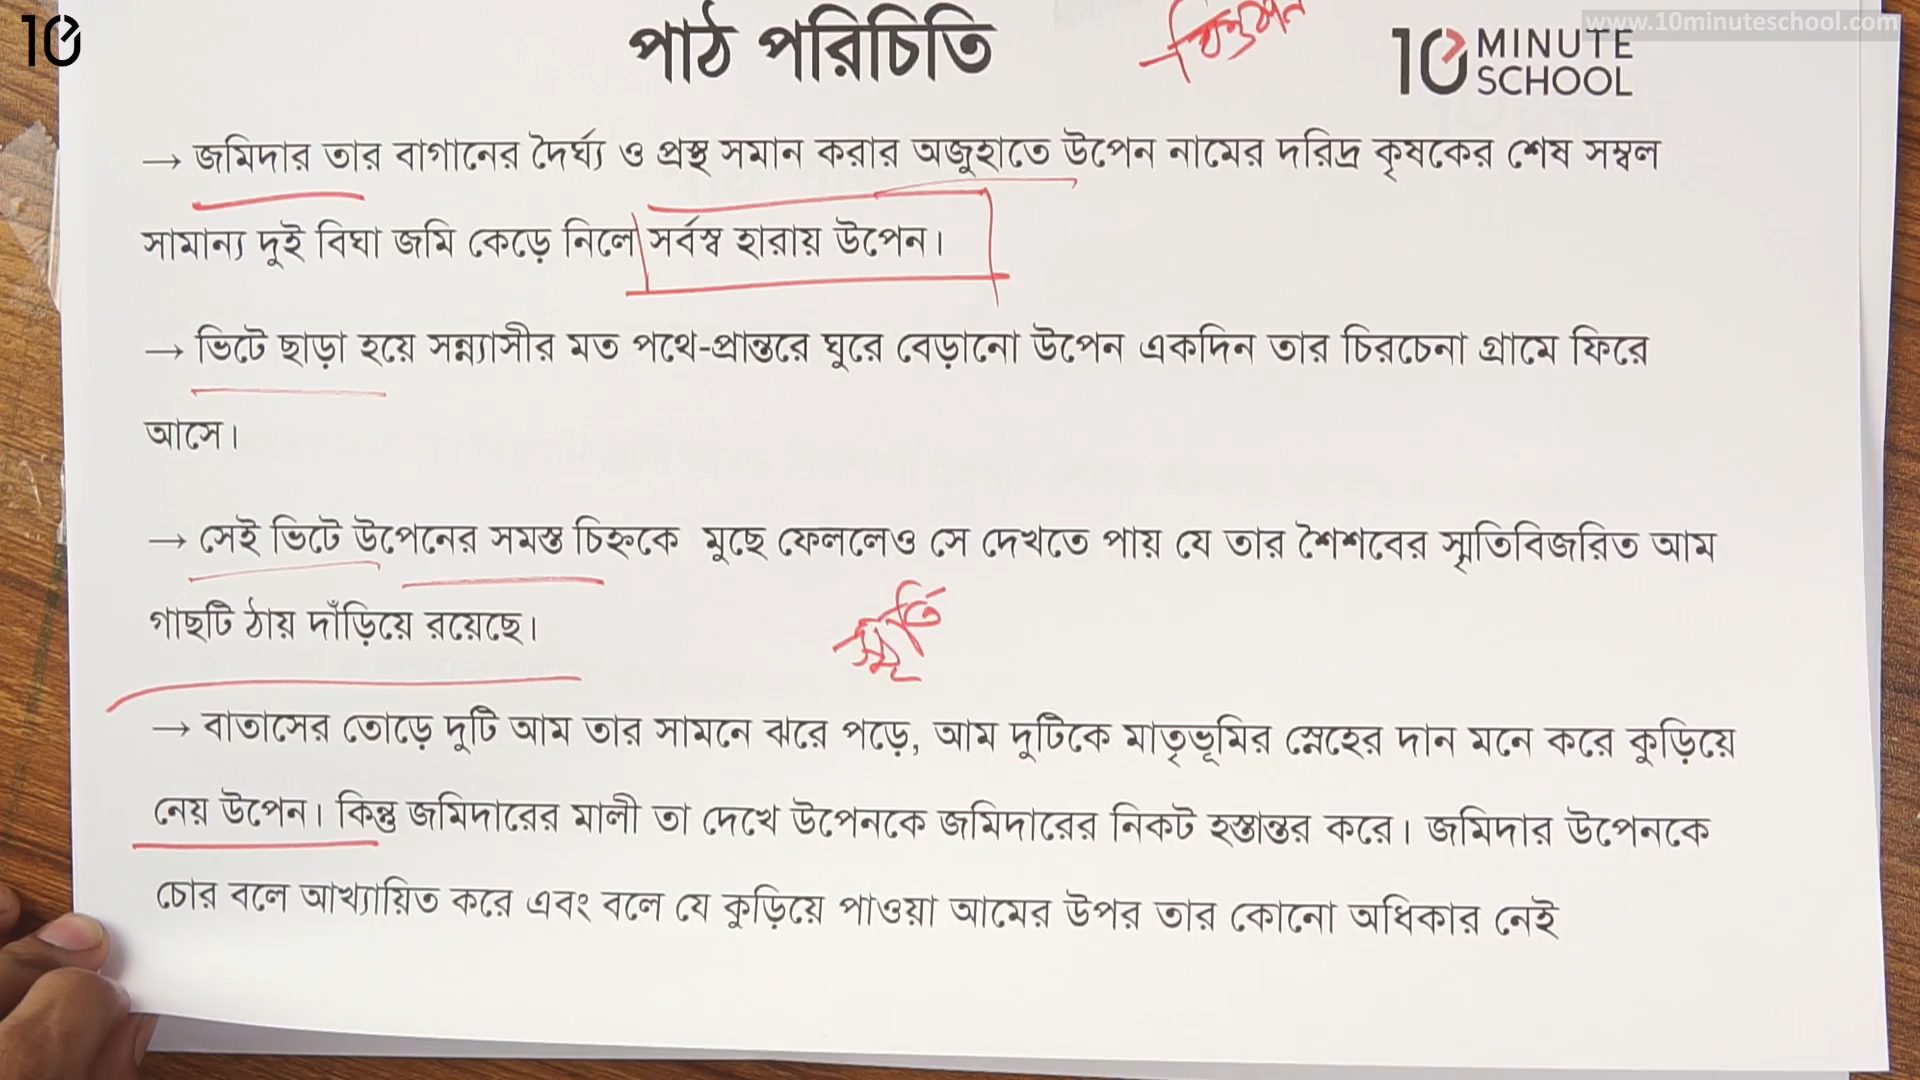 10
www.10minuteschool.com
পাঠ পরিচিতি
10 MINUTE
SCHOOL
→ জমিদার তার বাগানের দৈর্ঘ্য ও প্রস্থ সমান করার অজুহাতে উপেন নামের দরিদ্র কৃষকের শেষ সম্বল
সামান্য দুই বিঘা জমি কেড়ে নিলে সর্বস্ব হারায় উপেন।
→ ভিটে ছাড়া হয়ে সন্ন্যাসীর মত পথে-প্রান্তরে ঘুরে বেড়ানো উপেন একদিন তার চিরচেনা গ্রামে ফিরে
আসে।
→ সেই ভিটে উপেনের সমস্ত চিহ্নকে মুছে ফেললেও সে দেখতে পায় যে তার শৈশবের স্মৃতিবিজরিত আম
গাছটি ঠায় দাঁড়িয়ে রয়েছে।
স্মৃতি
→ বাতাসের তোড়ে দুটি আম তার সামনে ঝরে পড়ে, আম দুটিকে মাতৃভূমির স্নেহের দান মনে করে কুড়িয়ে
নেয় উপেন। কিন্তু জমিদারের মালী তা দেখে উপেনকে জমিদারের নিকট হস্তান্তর করে। জমিদার উপেনকে
চোর বলে আখ্যায়িত করে এবং বলে যে কুড়িয়ে পাওয়া আমের উপর তার কোনো অধিকার নেই